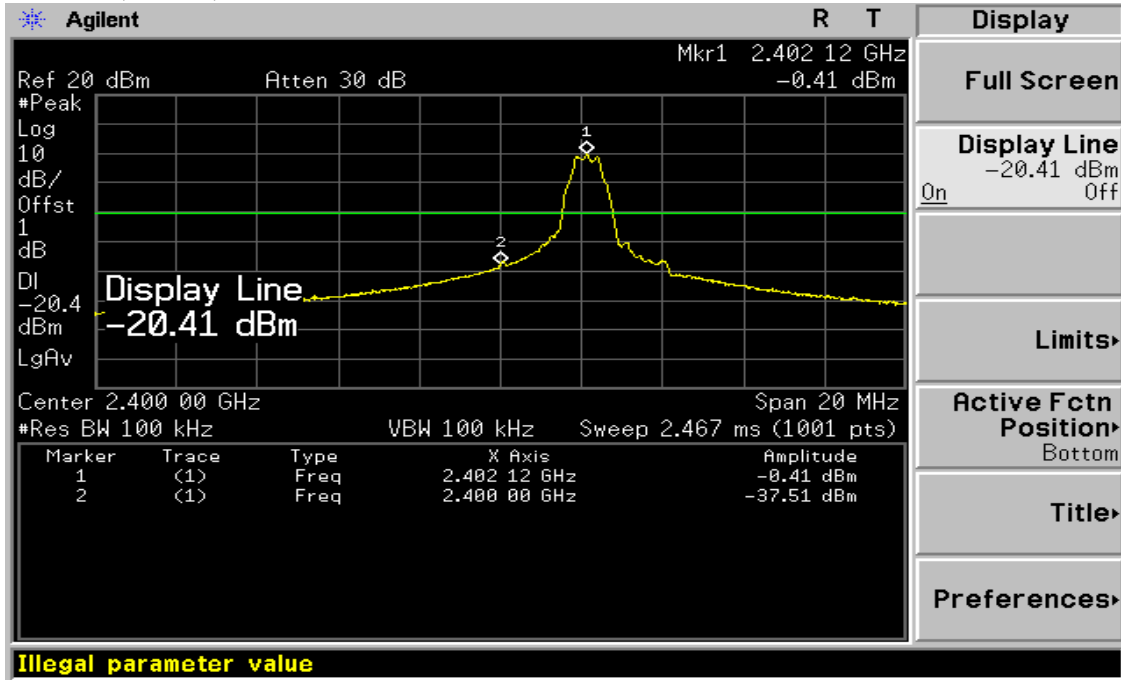 Agilent R T Display
Mkr1 2.402 12 GHz
Ref 20 dBm Atten 30 dB −0.41 dBm
Full Screen
#Peak
Log
10
dB/
Offst
1
dB
DI
−20.4
dBm
LgAv
1
2
Display Line
−20.41 dBm
Display Line
−20.41 dBm
On Off
Limits
Center 2.400 00 GHz Span 20 MHz
#Res BW 100 kHz VBW 100 kHz Sweep 2.467 ms (1001 pts)
Active Fctn
Position
Bottom
Marker Trace Type X Axis Amplitude
1 (1) Freq 2.402 12 GHz −0.41 dBm
2 (1) Freq 2.400 00 GHz −37.51 dBm
Title
Preferences
Illegal parameter value